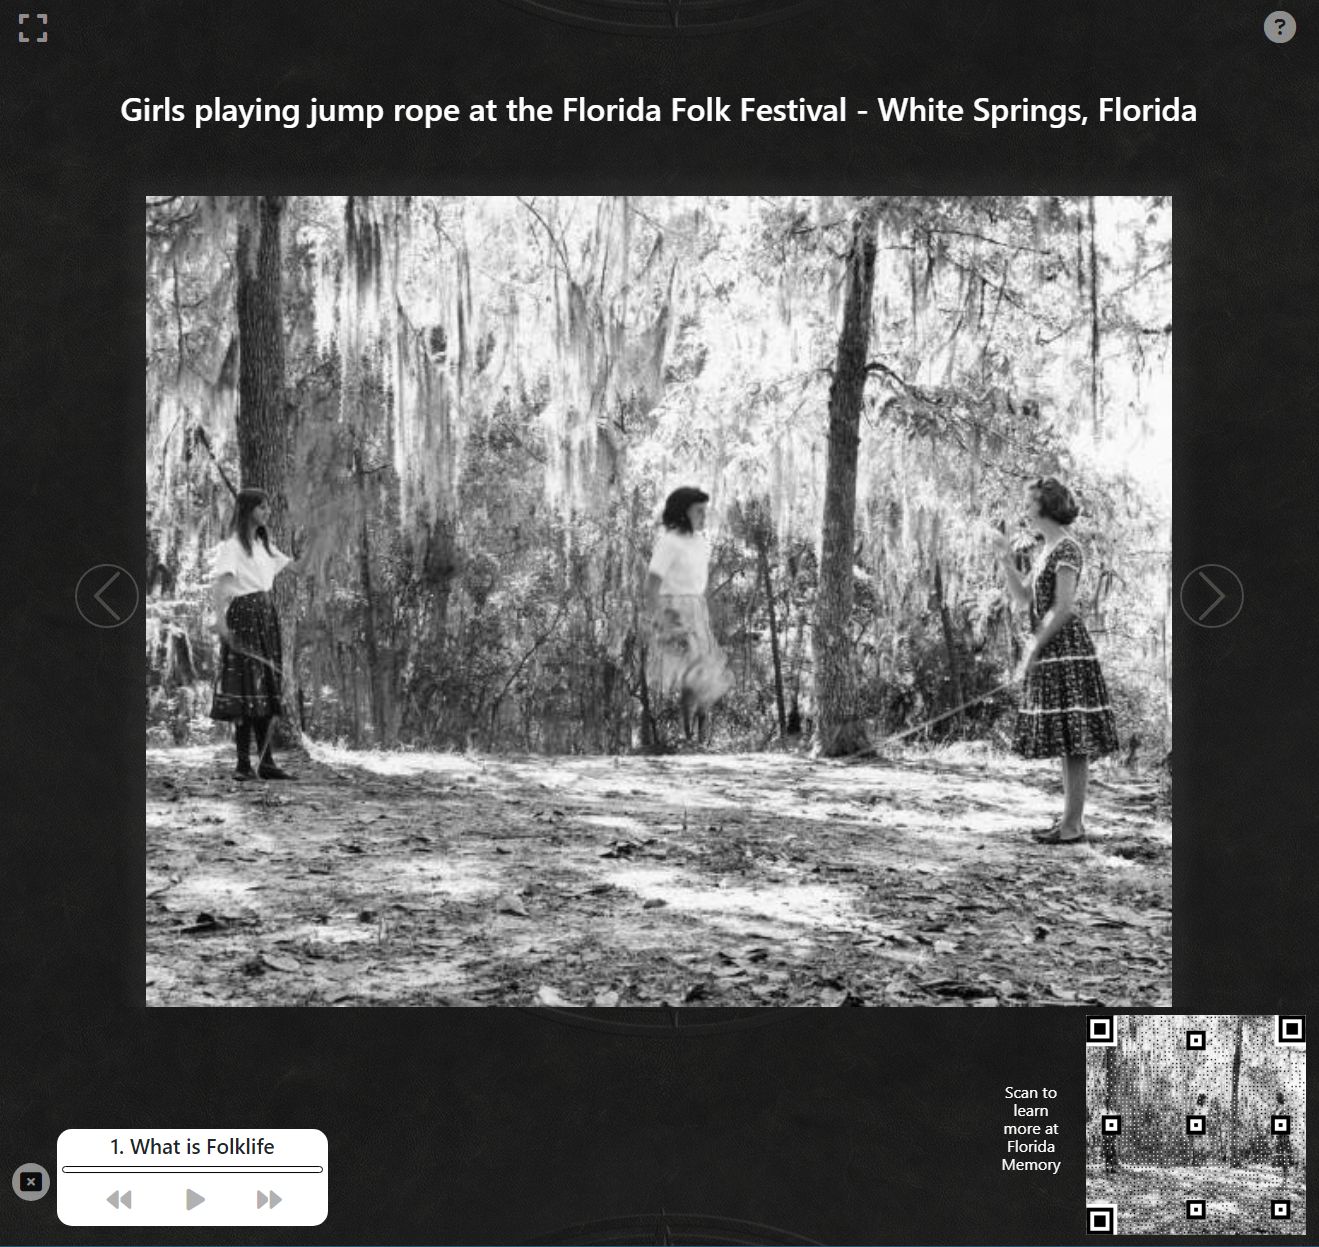 ?
Girls playing jump rope at the Florida Folk Festival - White Springs, Florida
Scan to
learn
more at
Florida
Memory
1. What is Folklife